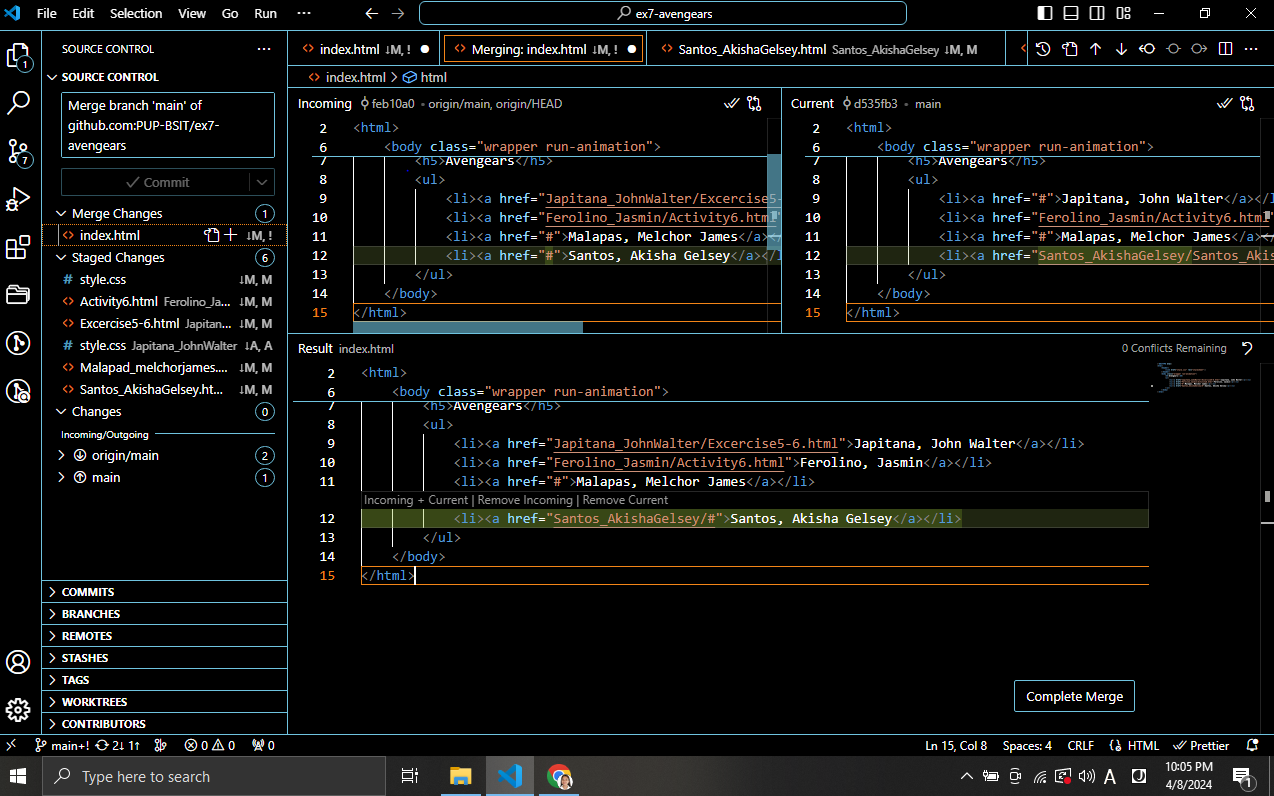 File Edit Selection View Go Run ··· ex7-avengears
SOURCE CONTROL ···
SOURCE CONTROL
Merge branch 'main' of
github.com:PUP-BSIT/ex7-
avengears
Commit
Merge Changes 1
index.html ↓M, !
Staged Changes 6
style.css ↓M, M
Activity6.html Ferolino_Ja... ↓M, M
Excercise5-6.html Japitan... ↓M, M
style.css Japitana_JohnWalter ↓A, A
Malapad_melchorjames.... ↓M, M
Santos_AkishaGelsey.ht... ↓M, M
Changes 0
Incoming/Outgoing
origin/main 2
main 1
COMMITS
BRANCHES
REMOTES
STASHES
TAGS
WORKTREES
CONTRIBUTORS
1
7
index.html ↓M, ! ● Merging: index.html ↓M, ! ● Santos_AkishaGelsey.html Santos_AkishaGelsey ↓M, M
index.html > html
Incoming feb10a0 • origin/main, origin/HEAD
2 <html>
6 <body class="wrapper run-animation">
7 <h5>Avengears</h5>
8 <ul>
9 <li><a href="Japitana_JohnWalter/Excercise5-
10 <li><a href="Ferolino_Jasmin/Activity6.html"
11 <li><a href="#">Malapas, Melchor James</a><
12 <li><a href="#">Santos, Akisha Gelsey</a></l
13 </ul>
14 </body>
15 </html>
Current d535fb3 • main
2 <html>
6 <body class="wrapper run-animation">
7 <h5>Avengears</h5>
8 <ul>
9 <li><a href="#">Japitana, John Walter</a></l
10 <li><a href="Ferolino_Jasmin/Activity6.html"
11 <li><a href="#">Malapas, Melchor James</a><
12 <li><a href="Santos_AkishaGelsey/Santos_Akis
13 </ul>
14 </body>
15 </html>
Result index.html 0 Conflicts Remaining
2 <html>
6 <body class="wrapper run-animation">
7 <h5>Avengears</h5>
8 <ul>
9 <li><a href="Japitana_JohnWalter/Excercise5-6.html">Japitana, John Walter</a></li>
10 <li><a href="Ferolino_Jasmin/Activity6.html">Ferolino, Jasmin</a></li>
11 <li><a href="#">Malapas, Melchor James</a></li>
Incoming + Current | Remove Incoming | Remove Current
12 <li><a href="Santos_AkishaGelsey/#">Santos, Akisha Gelsey</a></li>
13 </ul>
14 </body>
15 </html>
Complete Merge
main+! 2↓ 1↑ 0 0 0 Ln 15, Col 8 Spaces: 4 CRLF HTML Prettier
Type here to search A 10:05 PM
4/8/2024 1